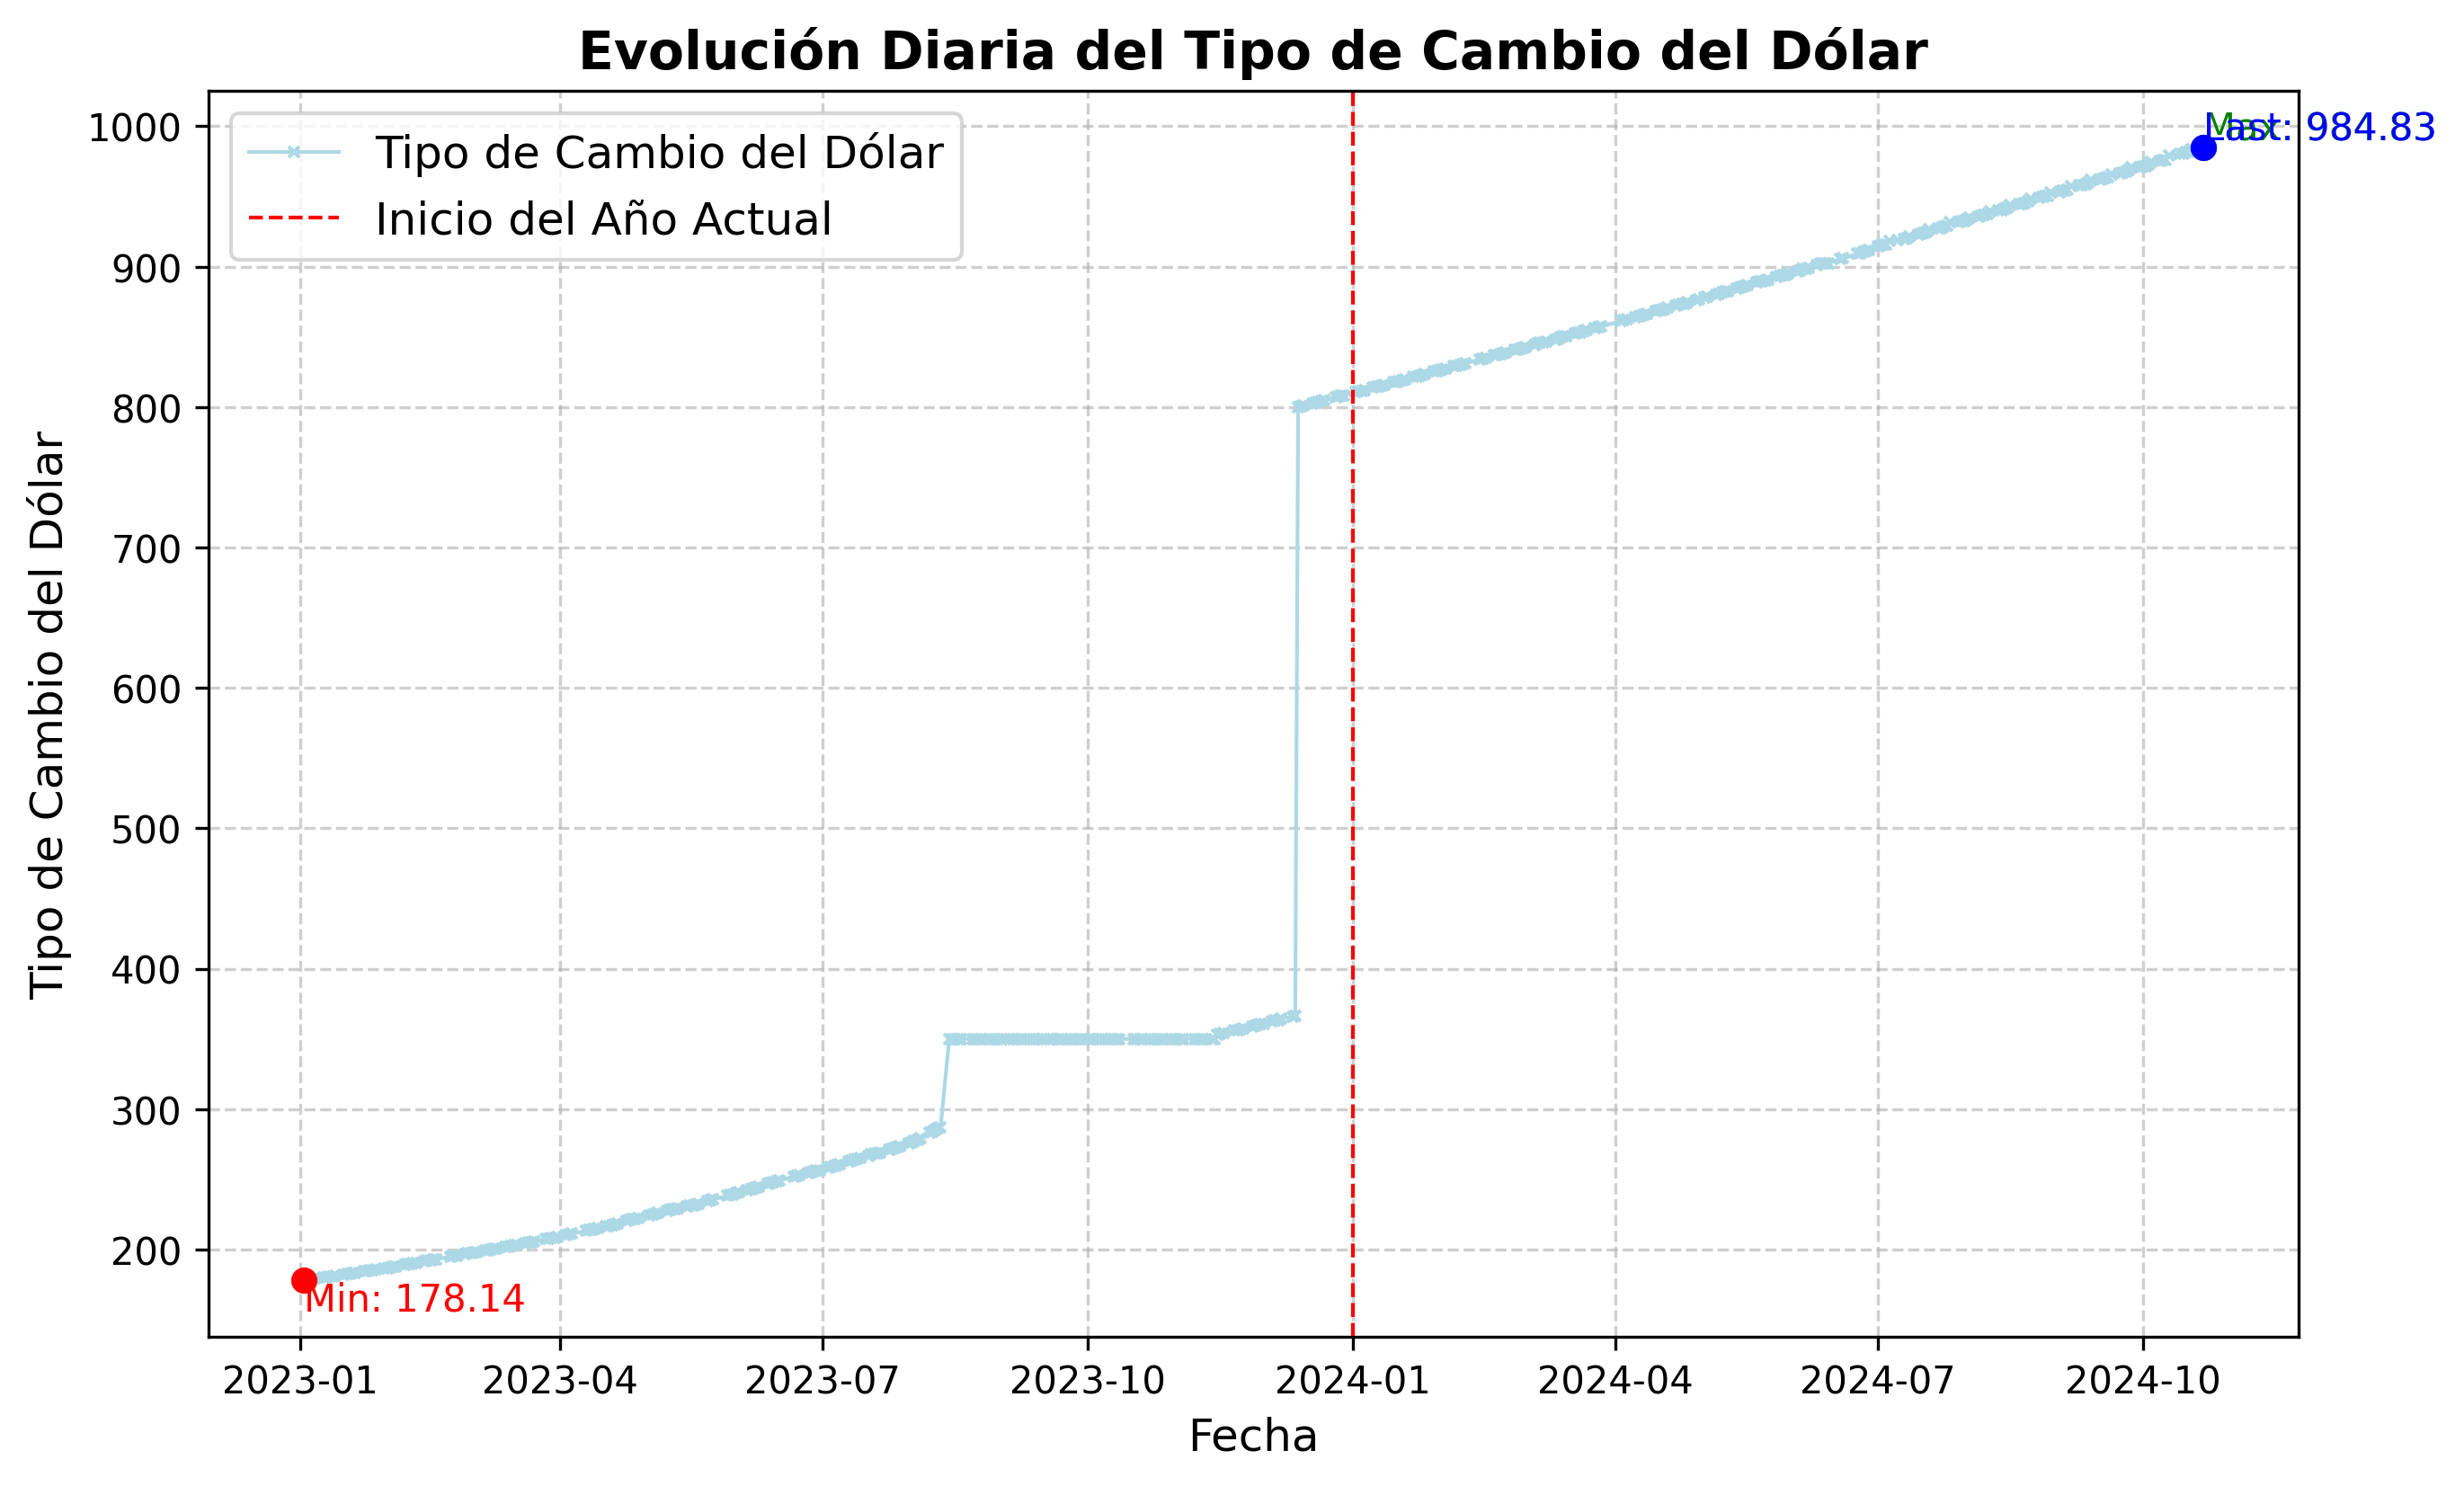 Evolución Diaria del Tipo de Cambio del Dólar
Tipo de Cambio del Dólar
Inicio del Año Actual
Last: 984.83
Tipo de Cambio del Dólar
1000
900
800
700
600
500
400
300
200
Min: 178.14
2023-01
2023-04
2023-07
2023-10
2024-01
2024-04
2024-07
2024-10
Fecha